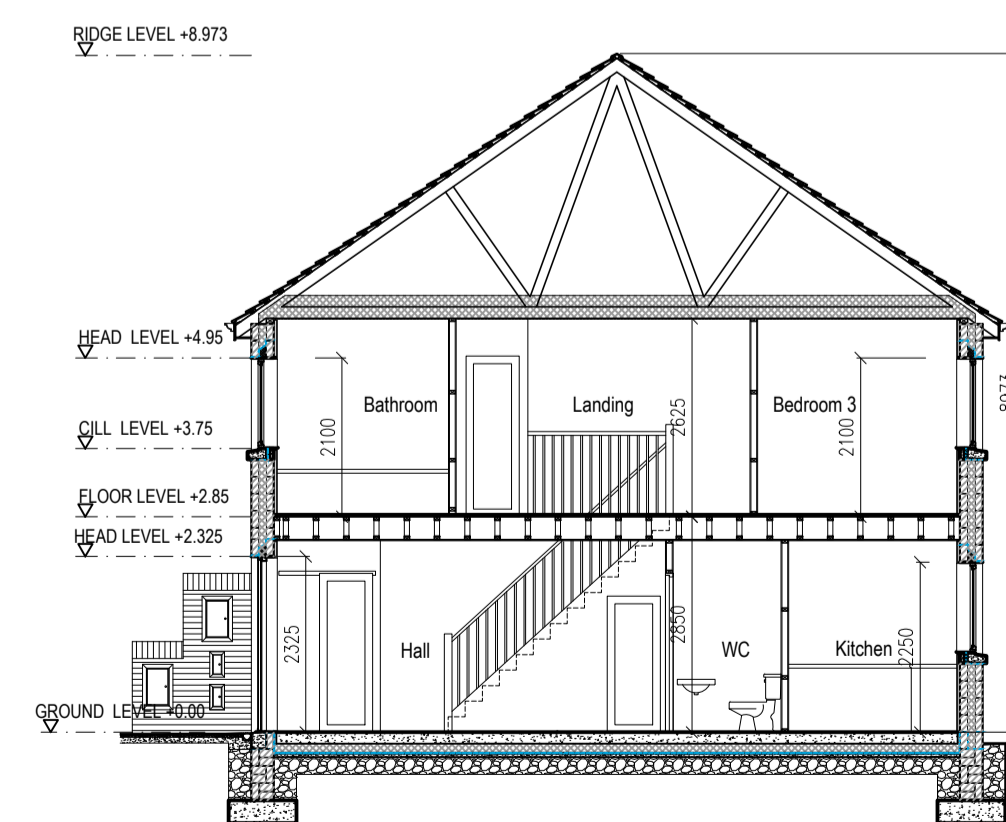 RIDGE LEVEL +8.973
HEAD LEVEL +4.95
8973
Bathroom
Landing
Bedroom 3
2100
2625
2100
CILL LEVEL +3.75
FLOOR LEVEL +2.85
HEAD LEVEL +2.325
2325
Hall
2850
WC
Kitchen
2250
GROUND LEVEL +0.00